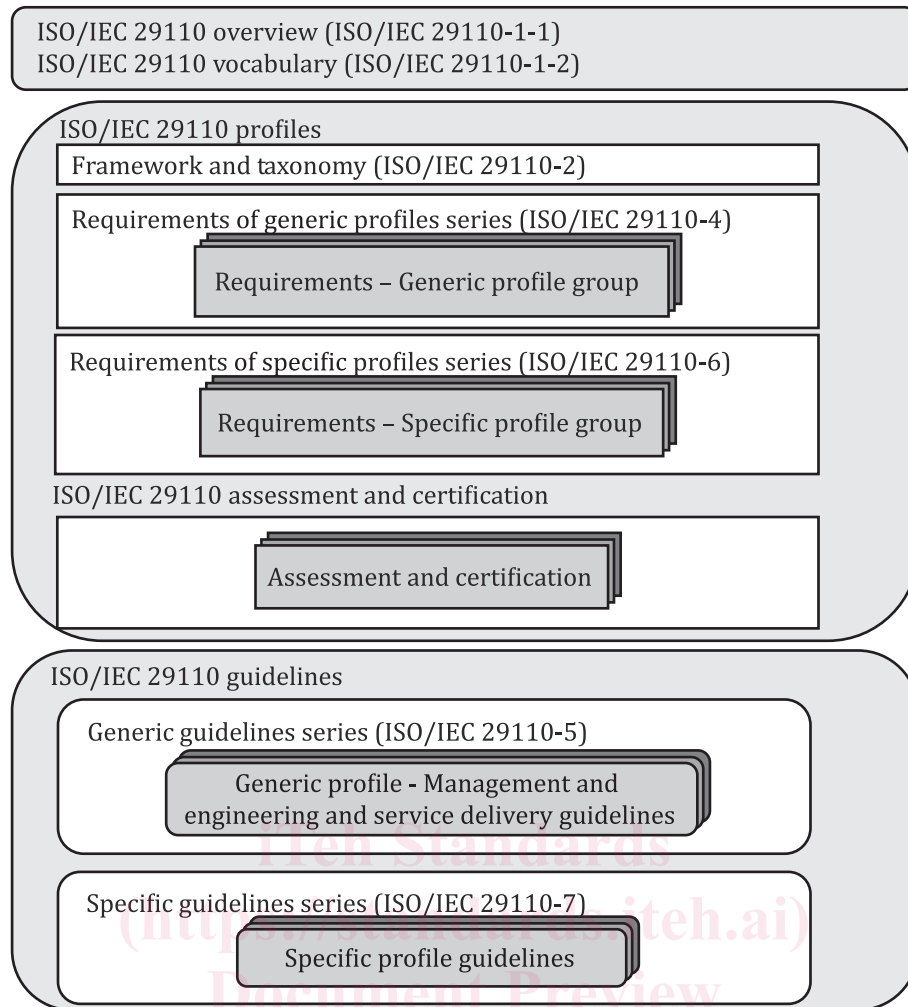 ISO/IEC 29110 overview (ISO/IEC 29110-1-1)
ISO/IEC 29110 vocabulary (ISO/IEC 29110-1-2)
ISO/IEC 29110 profiles
Framework and taxonomy (ISO/IEC 29110-2)
Requirements of generic profiles series (ISO/IEC 29110-4)
Requirements – Generic profile group
Requirements of specific profiles series (ISO/IEC 29110-6)
Requirements – Specific profile group
ISO/IEC 29110 assessment and certification
Assessment and certification
ISO/IEC 29110 guidelines
Generic guidelines series (ISO/IEC 29110-5)
Generic profile - Management and
engineering and service delivery guidelines
iTeh Standards
Specific guidelines series (ISO/IEC 29110-7)
(https://standards.iteh.ai)
Specific profile guidelines
Document Preview